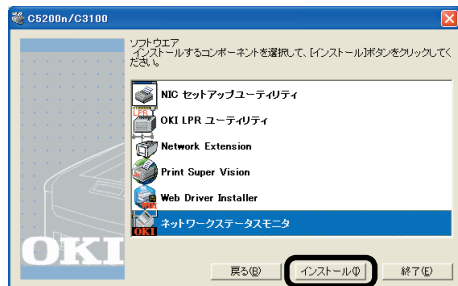 C5200n/C3100
ソフトウエア
インストールするコンポーネントを選択して、[インストール]ボタンをクリックしてく
ださい。
NIC セットアップユーティリティ
LPR
OKI LPR ユーティリティ
Network Extension
Print Super Vision
Web Driver Installer
OKI
ネットワークステータスモニタ
OKI
戻る(B)
インストール(I)
終了(E)